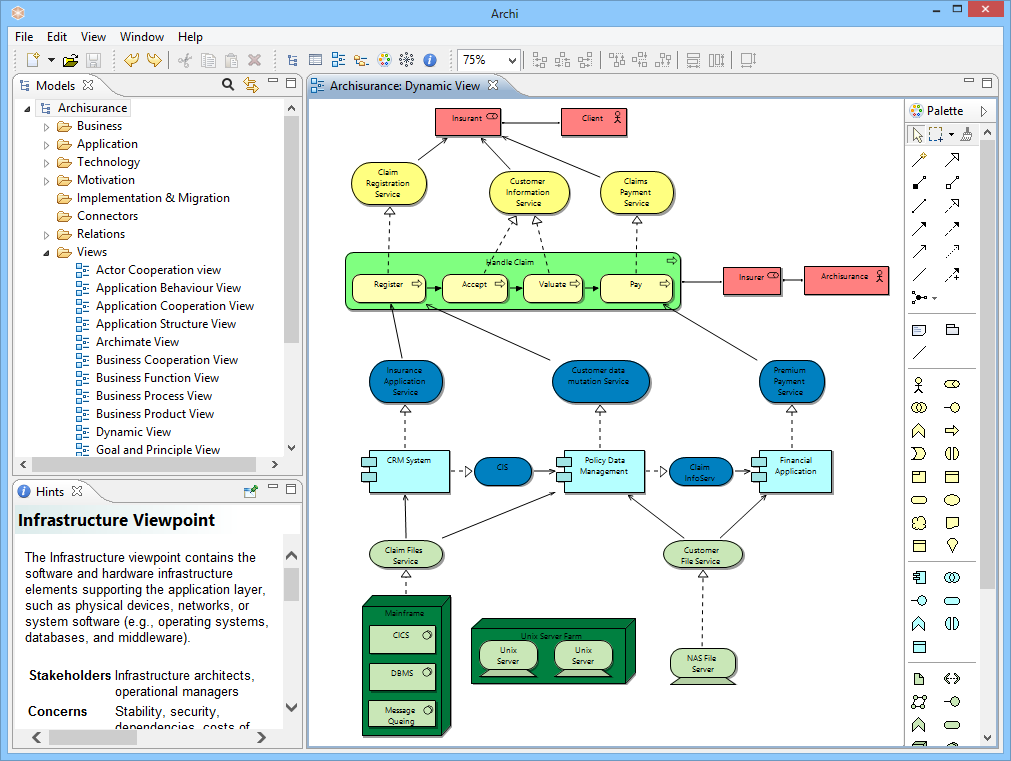 Archi
File Edit View Window Help
75%
Models
Archisurance
Business
Application
Technology
Motivation
Implementation & Migration
Connectors
Relations
Views
Actor Cooperation view
Application Behaviour View
Application Cooperation View
Application Structure View
Archimate View
Business Cooperation View
Business Function View
Business Process View
Business Product View
Dynamic View
Goal and Principle View
Hints
Infrastructure Viewpoint
The Infrastructure viewpoint contains the
software and hardware infrastructure
elements supporting the application layer,
such as physical devices, networks, or
system software (e.g., operating systems,
databases, and middleware).
Stakeholders Infrastructure architects,
operational managers
Concerns Stability, security,
dependencies, costs of
Archisurance: Dynamic View
Insurant
Client
Claim
Registration
Service
Customer
Information
Service
Claims
Payment
Service
Handle Claim
Register
Accept
Valuate
Pay
Insurer
Archisurance
Insurance
Application
Service
Customer data
mutation Service
Premium
Payment
Service
CRM System
CIS
Policy Data
Management
Claim
InfoServ
Financial
Application
Claim Files
Service
Customer
File Service
Mainframe
CICS
DBMS
Message
Queing
Unix Server Farm
Unix
Server
Unix
Server
NAS File
Server
Palette